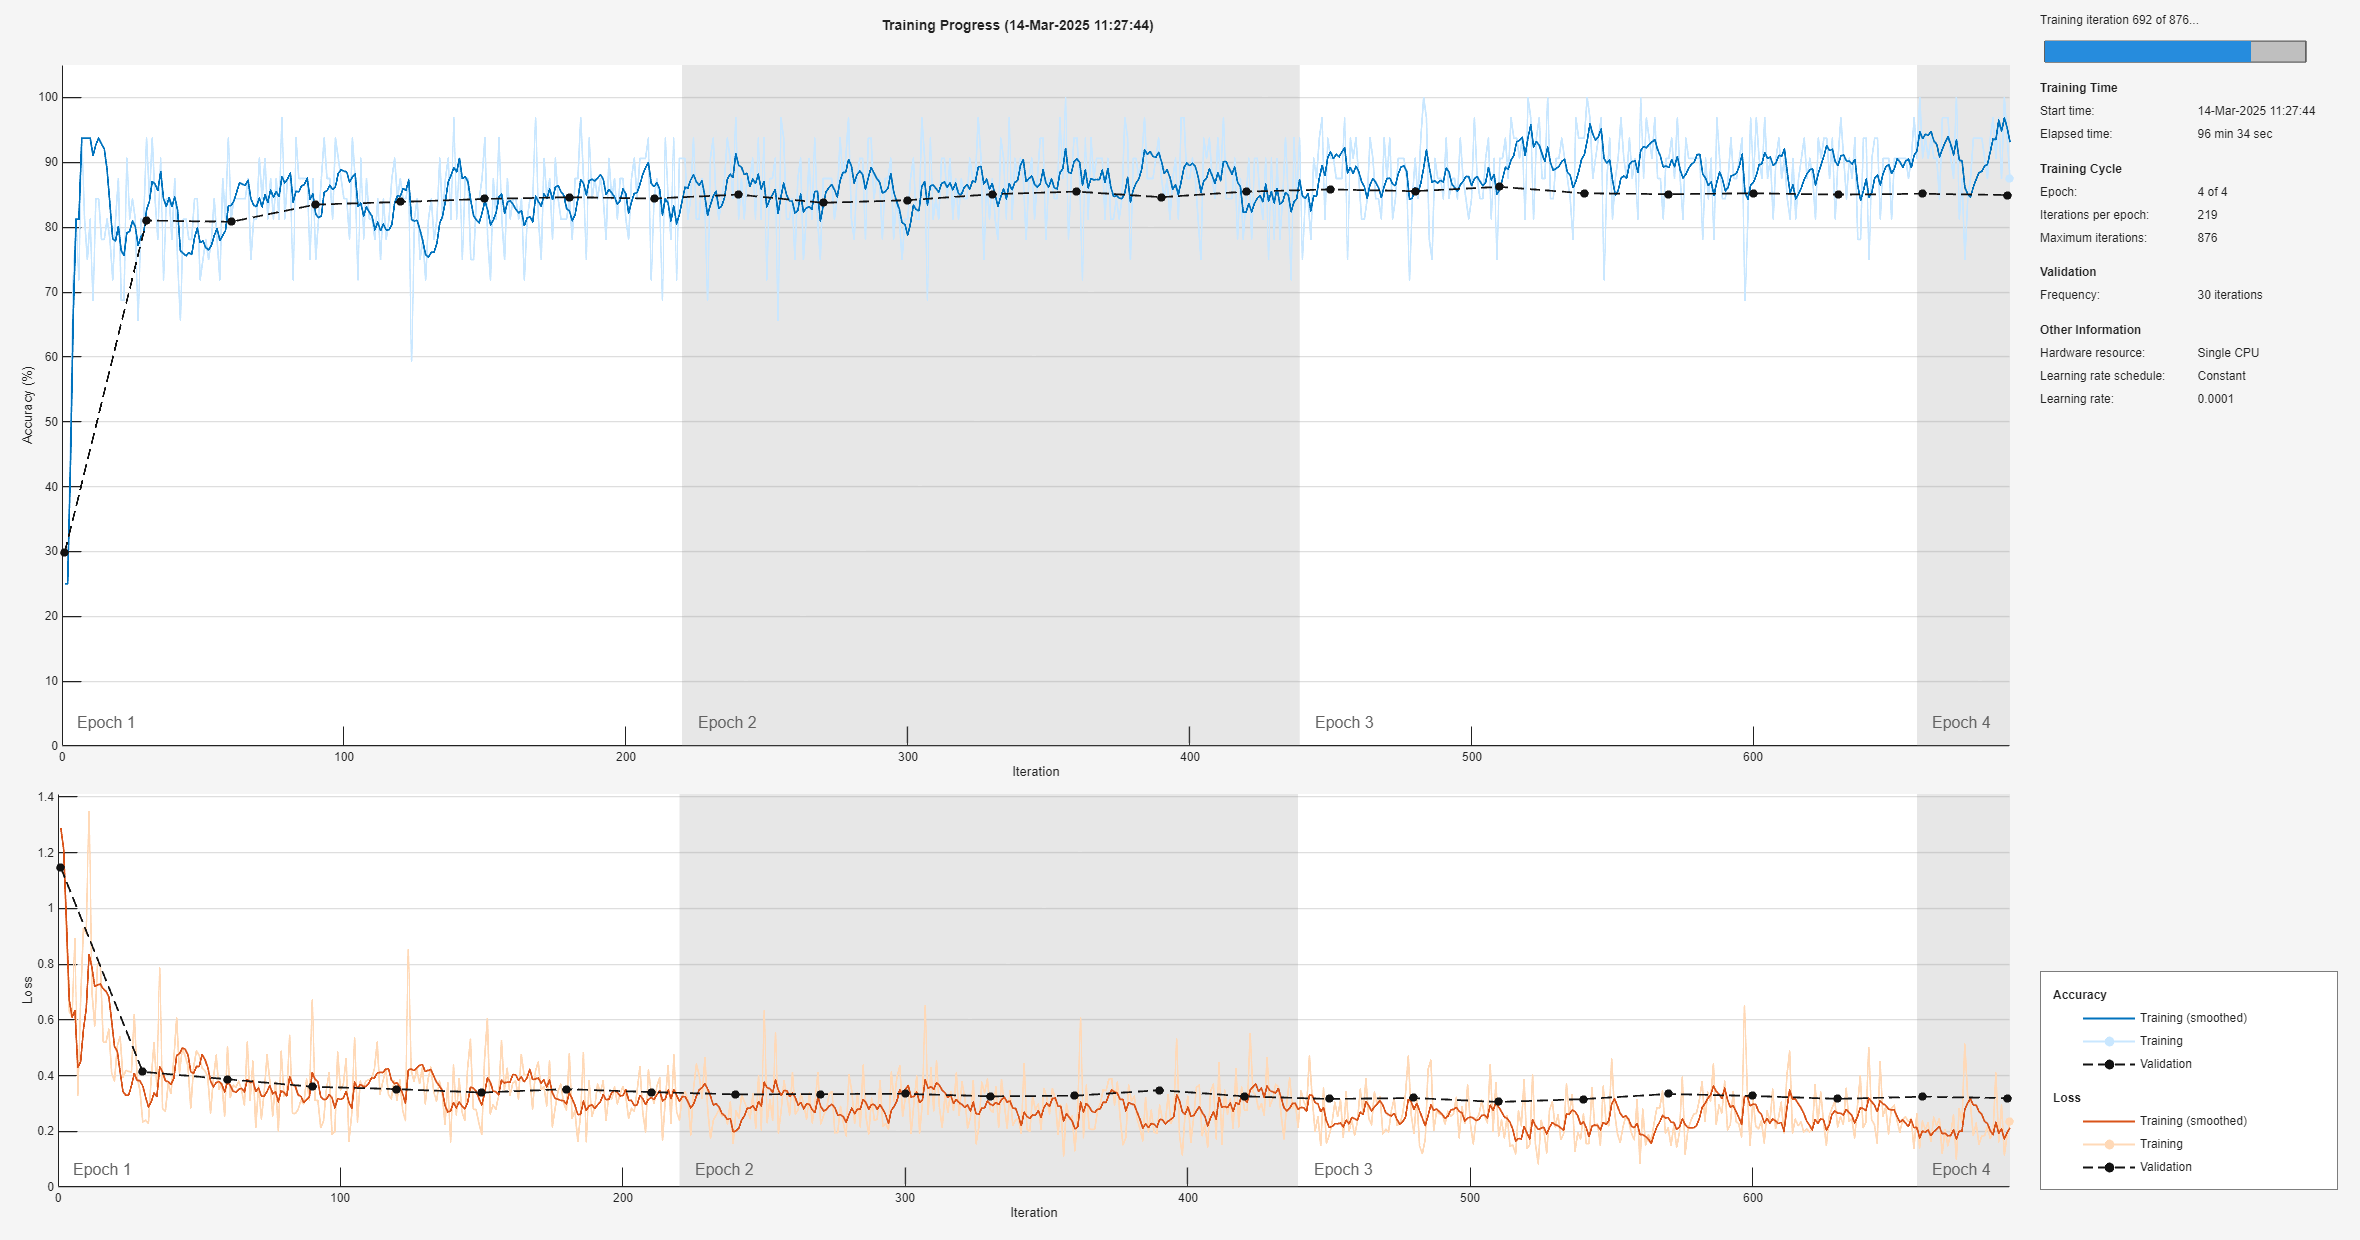 Training Progress (14-Mar-2025 11:27:44)
100
90
80
70
60
50
40
30
20
10
0
Accuracy (%)
Epoch 1
Epoch 2
Epoch 3
Epoch 4
0 100 200 300 400 500 600
Iteration
1.4
1.2
1
0.8
0.6
0.4
0.2
0
Loss
Epoch 1
Epoch 2
Epoch 3
Epoch 4
0 100 200 300 400 500 600
Iteration
Training iteration 692 of 876...
Training Time
Start time: 14-Mar-2025 11:27:44
Elapsed time: 96 min 34 sec
Training Cycle
Epoch: 4 of 4
Iterations per epoch: 219
Maximum iterations: 876
Validation
Frequency: 30 iterations
Other Information
Hardware resource: Single CPU
Learning rate schedule: Constant
Learning rate: 0.0001
Accuracy
Training (smoothed)
Training
Validation
Loss
Training (smoothed)
Training
Validation